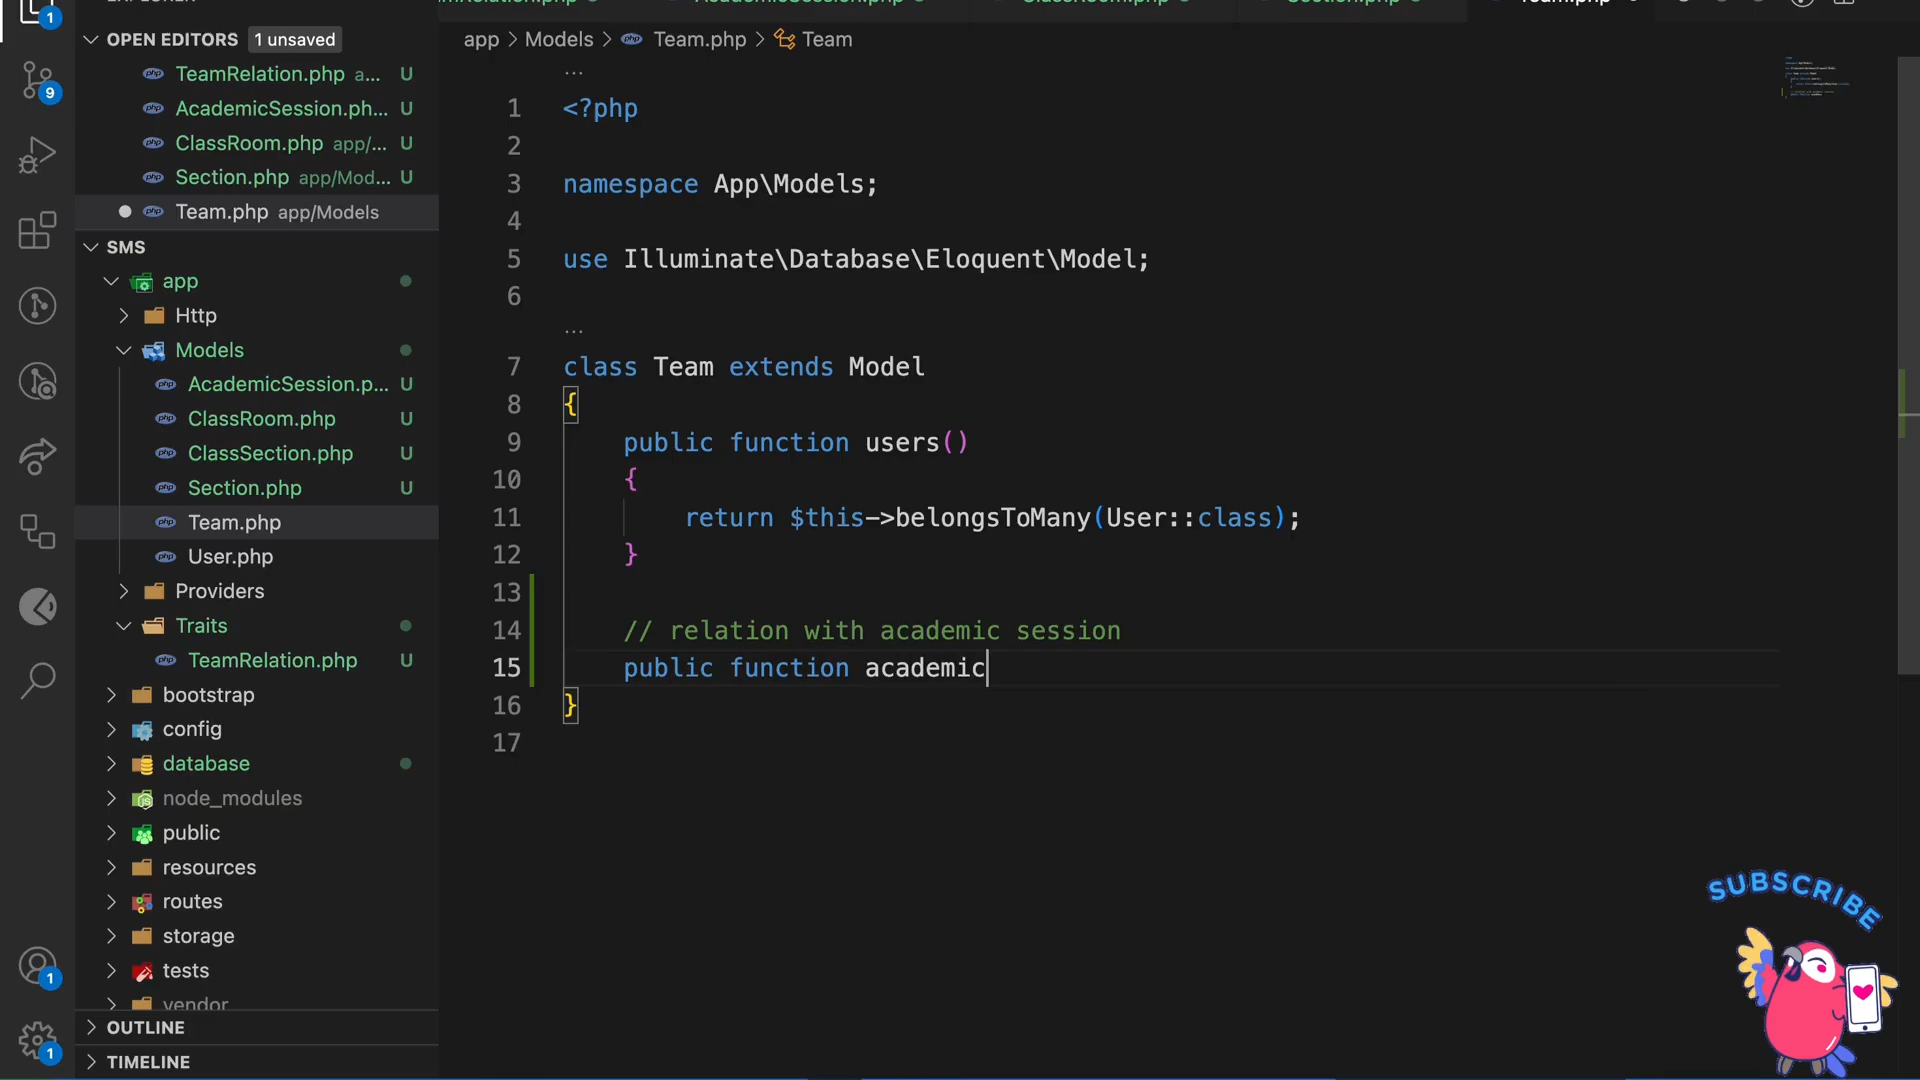 1
OPEN EDITORS 1 unsaved
TeamRelation.php a... U
AcademicSession.ph... U
ClassRoom.php app/... U
Section.php app/Mod... U
Team.php app/Models
SMS
app
Http
Models
AcademicSession.p... U
ClassRoom.php U
ClassSection.php U
Section.php U
Team.php
User.php
Providers
Traits
TeamRelation.php U
bootstrap
config
database
node_modules
public
resources
routes
storage
tests
vendor
OUTLINE
TIMELINE
9
1
1
app > Models > Team.php > Team
...
1 <?php
2
3 namespace App\Models;
4
5 use Illuminate\Database\Eloquent\Model;
6
...
7 class Team extends Model
8 {
9 public function users()
10 {
11 return $this->belongsToMany(User::class);
12 }
13
14 // relation with academic session
15 public function academic
16 }
17
SUBSCRIBE